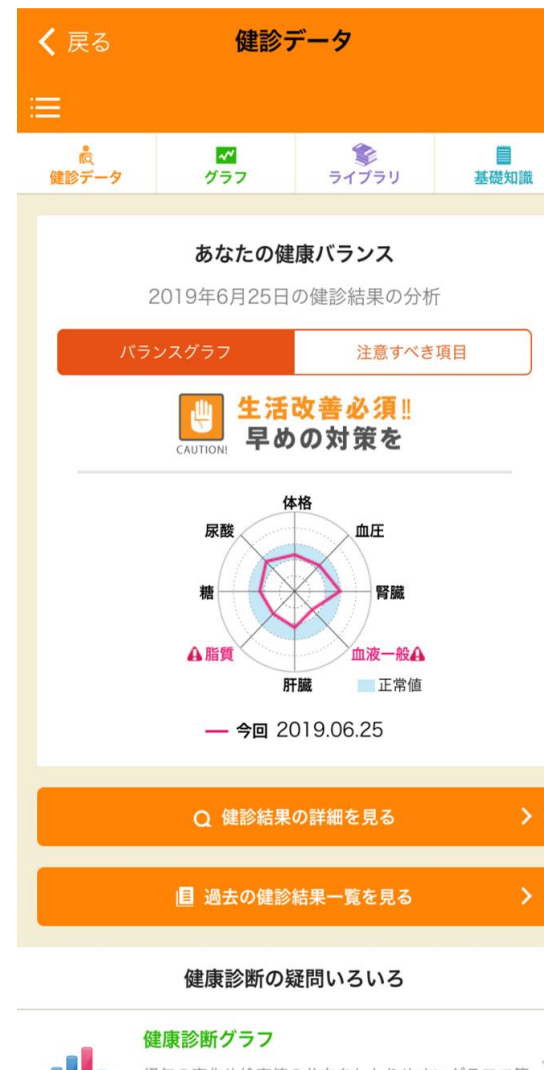 戻る
健診データ
健診データ
グラフ
ライブラリ
基礎知識
あなたの健康バランス
2019年6月25日の健診結果の分析
バランスグラフ
注意すべき項目
CAUTION!
生活改善必須!!
早めの対策を
体格
尿酸
血圧
糖
腎臓
脂質
血液一般
肝臓
正常値
今回 2019.06.25
健診結果の詳細を見る
過去の健診結果一覧を見る
健康診断の疑問いろいろ
健康診断グラフ